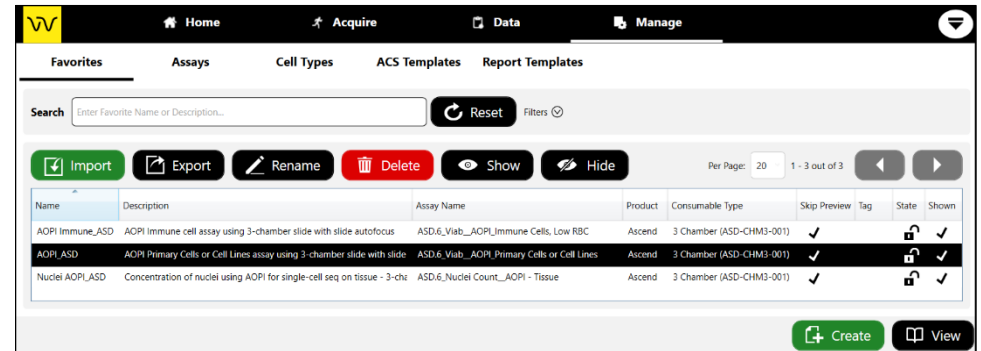 Home Acquire Data Manage
Favorites Assays Cell Types ACS Templates Report Templates
Search Enter Favorite Name or Description... Reset Filters
Import Export Rename Delete Show Hide Per Page: 20 1 - 3 out of 3
Name Description Assay Name Product Consumable Type Skip Preview Tag State Shown
AOPI Immune_ASD AOPI Immune cell assay using 3-chamber slide with slide autofocus ASD.6_Viab__AOPI_Immune Cells, Low RBC Ascend 3 Chamber (ASD-CHM3-001)
AOPI_ASD AOPI Primary Cells or Cell Lines assay using 3-chamber slide with slide ASD.6_Viab__AOPI_Primary Cells or Cell Lines Ascend 3 Chamber (ASD-CHM3-001)
Nuclei AOPI_ASD Concentration of nuclei using AOPI for single-cell seq on tissue - 3-cha ASD.6_Nuclei Count__AOPI - Tissue Ascend 3 Chamber (ASD-CHM3-001)
Create View